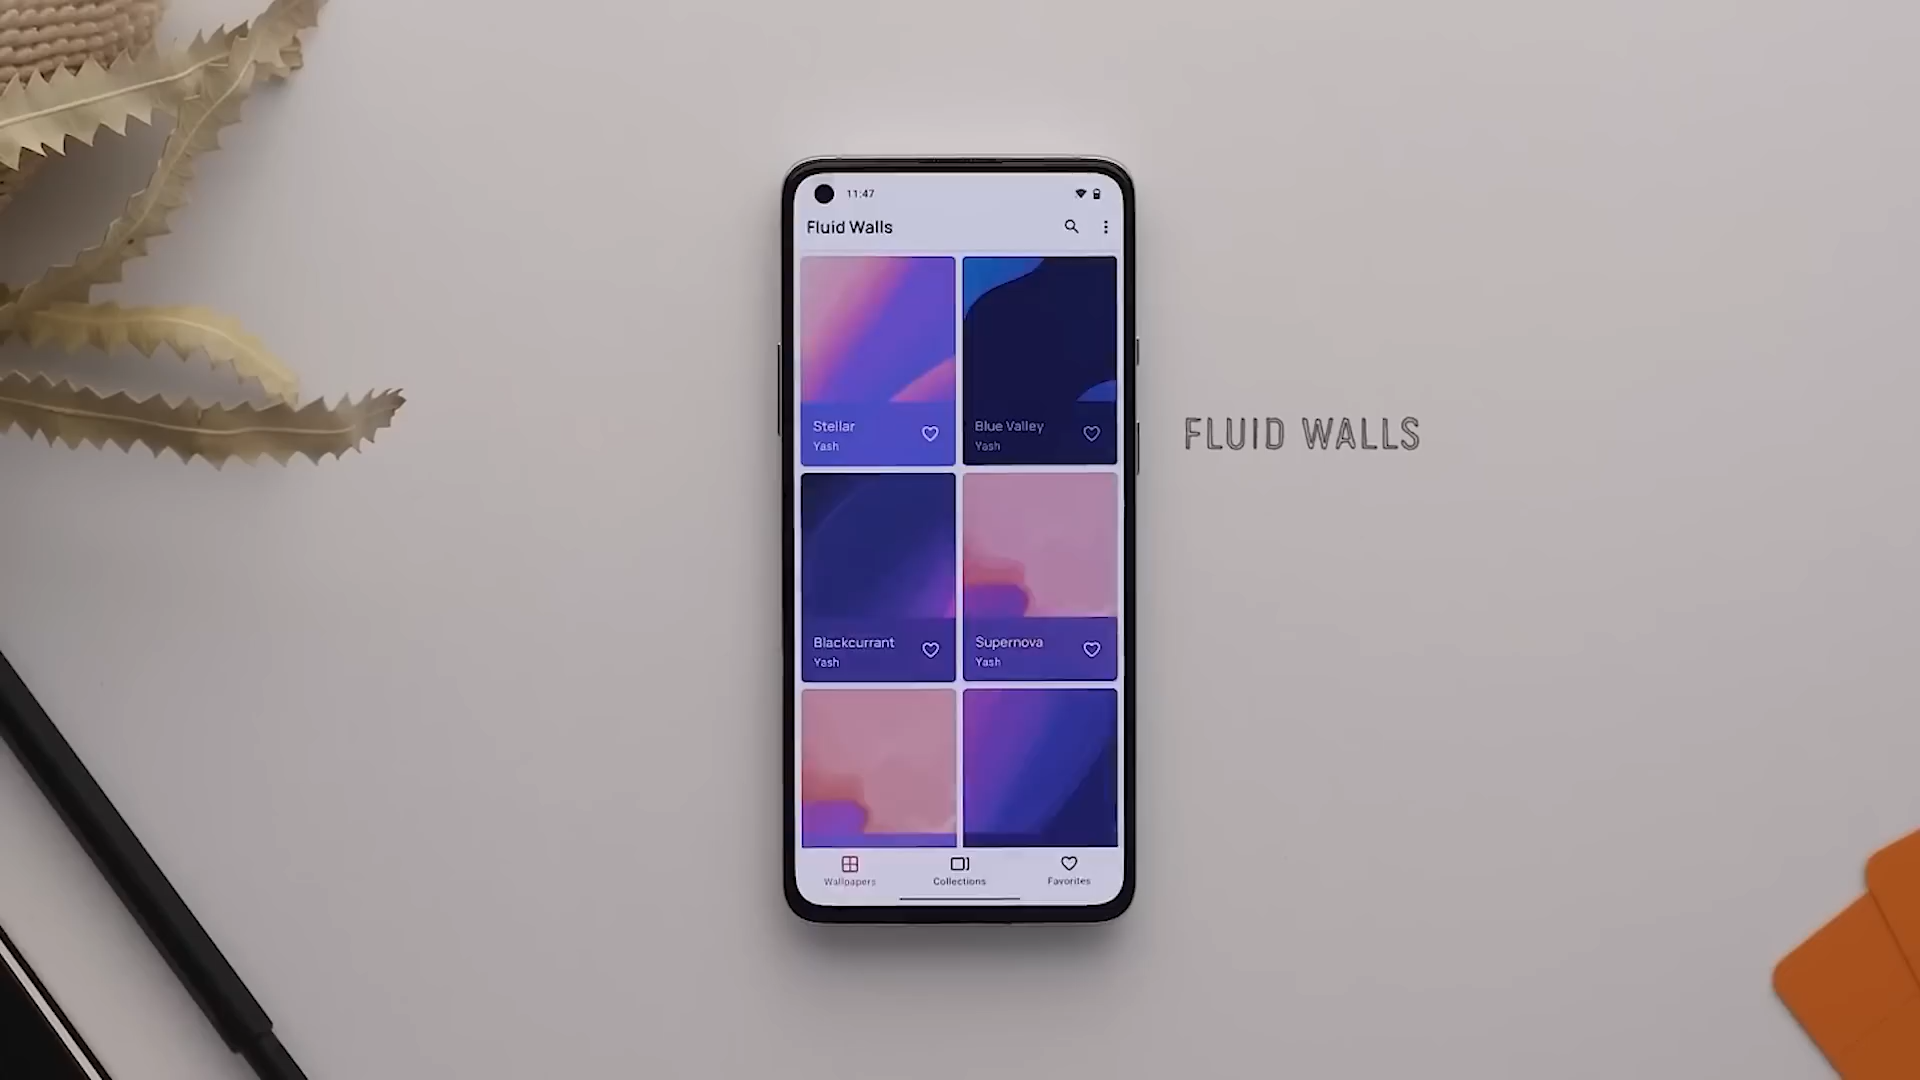 11:47
Fluid Walls
Stellar
Yash
Blue Valley
Yash
Blackcurrant
Yash
Supernova
Yash
Wallpapers
Collections
Favorites
FLUID WALLS